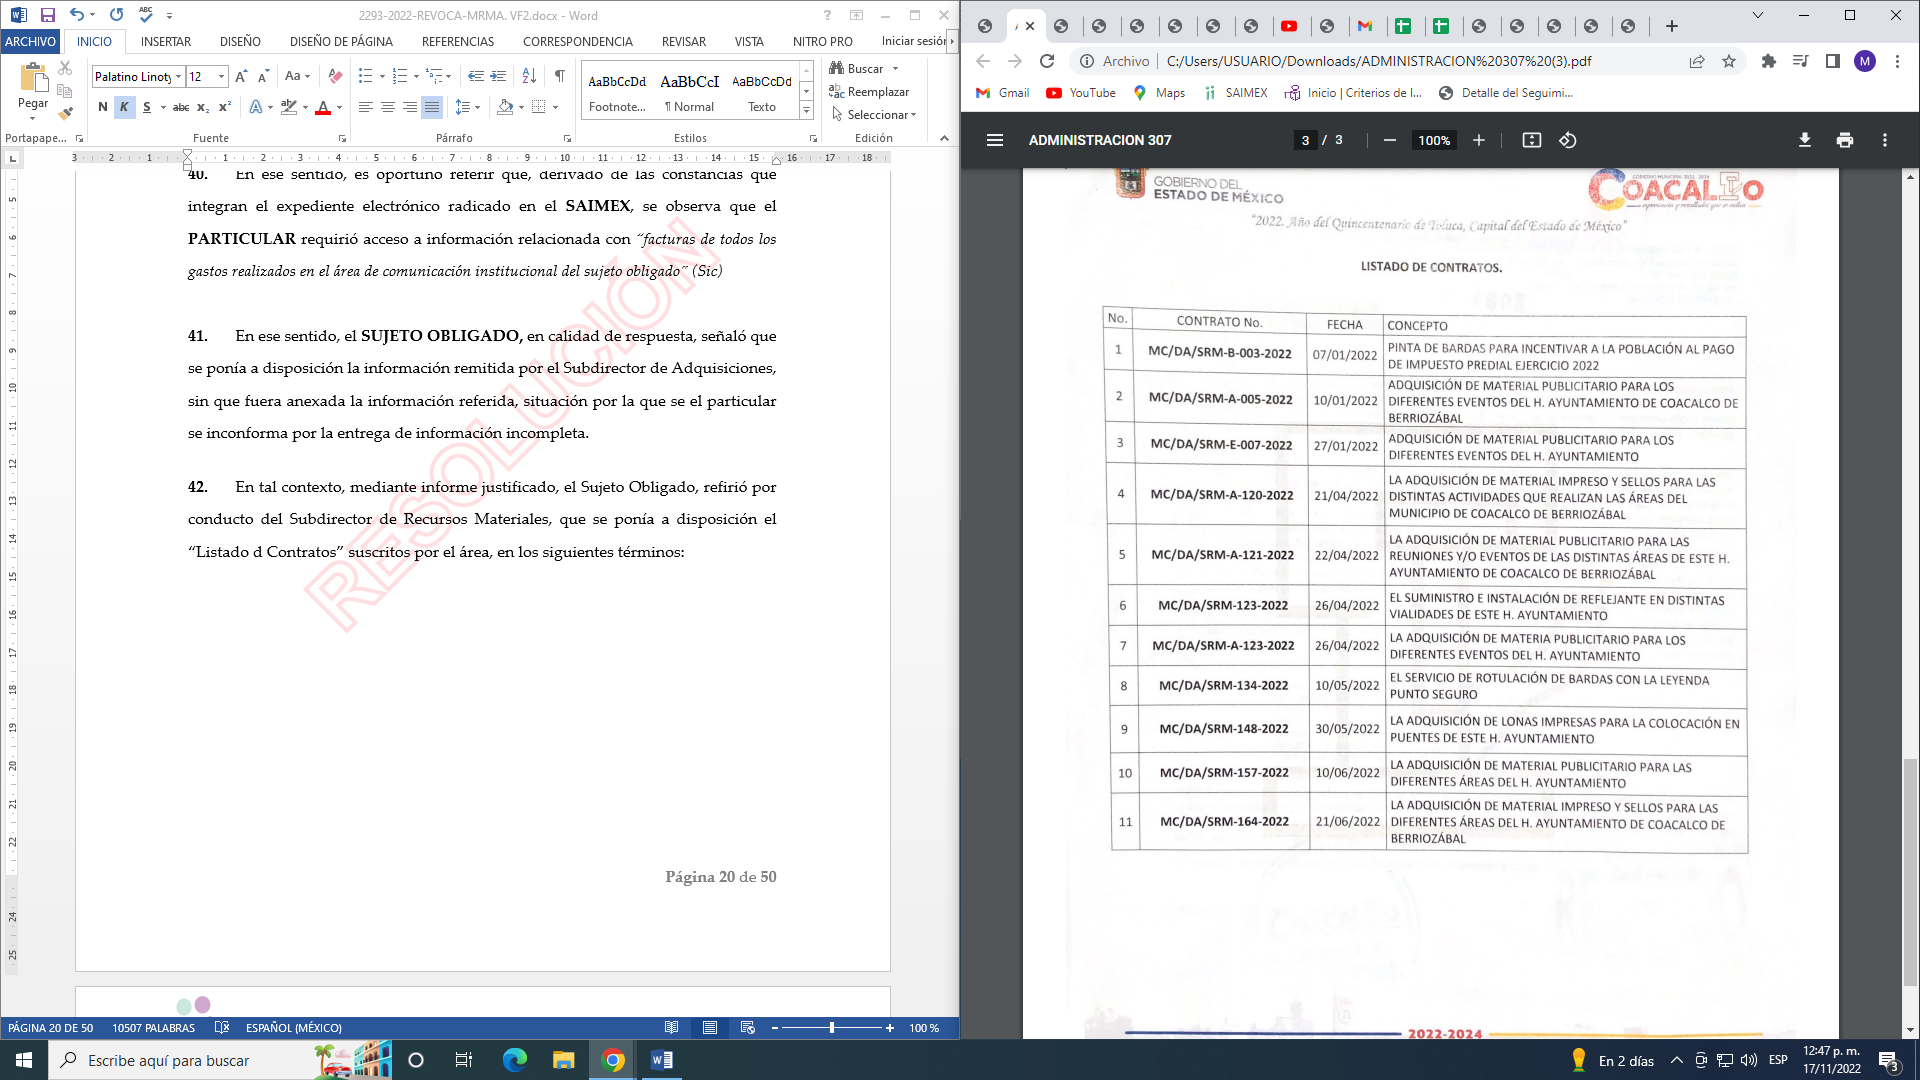 2293-2022-REVOCA-MRMA. VF2.docx - Word
ARCHIVO INICIO INSERTAR DISEÑO DISEÑO DE PÁGINA REFERENCIAS CORRESPONDENCIA REVISAR VISTA NITRO PRO Iniciar sesión
Palatino Linoty 12
Pegar
AaBbCcDd AaBbCcI AaBbCcDd
Footnote... ¶ Normal Texto
Buscar
Reemplazar
Seleccionar
Portapape... Fuente Párrafo Estilos Edición
40. En ese sentido, es oportuno referir que, derivado de las constancias que
integran el expediente electrónico radicado en el SAIMEX, se observa que el
PARTICULAR requirió acceso a información relacionada con “facturas de todos los
gastos realizados en el área de comunicación institucional del sujeto obligado” (Sic)
41. En ese sentido, el SUJETO OBLIGADO, en calidad de respuesta, señaló que
se ponía a disposición la información remitida por el Subdirector de Adquisiciones,
sin que fuera anexada la información referida, situación por la que se el particular
se inconforma por la entrega de información incompleta.
42. En tal contexto, mediante informe justificado, el Sujeto Obligado, refirió por
conducto del Subdirector de Recursos Materiales, que se ponía a disposición el
“Listado d Contratos” suscritos por el área, en los siguientes términos:
RESOLUCIÓN
Página 20 de 50
PÁGINA 20 DE 50 10507 PALABRAS ESPAÑOL (MÉXICO) 100 %
Archivo C:/Users/USUARIO/Downloads/ADMINISTRACION%20307%20(3).pdf
M
Gmail YouTube Maps SAIMEX Inicio | Criterios de I... Detalle del Seguimi...
ADMINISTRACION 307 3 / 3 100%
GOBIERNO DEL
ESTADO DE MÉXICO
COACALCO
"2022. Año del Quincentenario de Toluca, Capital del Estado de México"
LISTADO DE CONTRATOS.
No. CONTRATO No. FECHA CONCEPTO
1 MC/DA/SRM-B-003-2022 07/01/2022 PINTA DE BARDAS PARA INCENTIVAR A LA POBLACIÓN AL PAGO
DE IMPUESTO PREDIAL EJERCICIO 2022
2 MC/DA/SRM-A-005-2022 10/01/2022 ADQUISICIÓN DE MATERIAL PUBLICITARIO PARA LOS
DIFERENTES EVENTOS DEL H. AYUNTAMIENTO DE COACALCO DE
BERRIOZÁBAL
3 MC/DA/SRM-E-007-2022 27/01/2022 ADQUISICIÓN DE MATERIAL PUBLICITARIO PARA LOS
DIFERENTES EVENTOS DEL H. AYUNTAMIENTO
4 MC/DA/SRM-A-120-2022 21/04/2022 LA ADQUISICIÓN DE MATERIAL IMPRESO Y SELLOS PARA LAS
DISTINTAS ACTIVIDADES QUE REALIZAN LAS ÁREAS DEL
MUNICIPIO DE COACALCO DE BERRIOZÁBAL
5 MC/DA/SRM-A-121-2022 22/04/2022 LA ADQUISICIÓN DE MATERIAL PUBLICITARIO PARA LAS
REUNIONES Y/O EVENTOS DE LAS DISTINTAS ÁREAS DE ESTE H.
AYUNTAMIENTO DE COACALCO DE BERRIOZÁBAL
6 MC/DA/SRM-123-2022 26/04/2022 EL SUMINISTRO E INSTALACIÓN DE REFLEJANTE EN DISTINTAS
VIALIDADES DE ESTE H. AYUNTAMIENTO
7 MC/DA/SRM-A-123-2022 26/04/2022 LA ADQUISICIÓN DE MATERIA PUBLICITARIO PARA LOS
DIFERENTES EVENTOS DEL H. AYUNTAMIENTO
8 MC/DA/SRM-134-2022 10/05/2022 EL SERVICIO DE ROTULACIÓN DE BARDAS CON LA LEYENDA
PUNTO SEGURO
9 MC/DA/SRM-148-2022 30/05/2022 LA ADQUISICIÓN DE LONAS IMPRESAS PARA LA COLOCACIÓN EN
PUENTES DE ESTE H. AYUNTAMIENTO
10 MC/DA/SRM-157-2022 10/06/2022 LA ADQUISICIÓN DE MATERIAL PUBLICITARIO PARA LAS
DIFERENTES ÁREAS DEL H. AYUNTAMIENTO
11 MC/DA/SRM-164-2022 21/06/2022 LA ADQUISICIÓN DE MATERIAL IMPRESO Y SELLOS PARA LAS
DIFERENTES ÁREAS DEL H. AYUNTAMIENTO DE COACALCO DE
BERRIOZÁBAL
2022-2024
Escribe aquí para buscar
En 2 días ESP 12:47 p. m.
17/11/2022
3